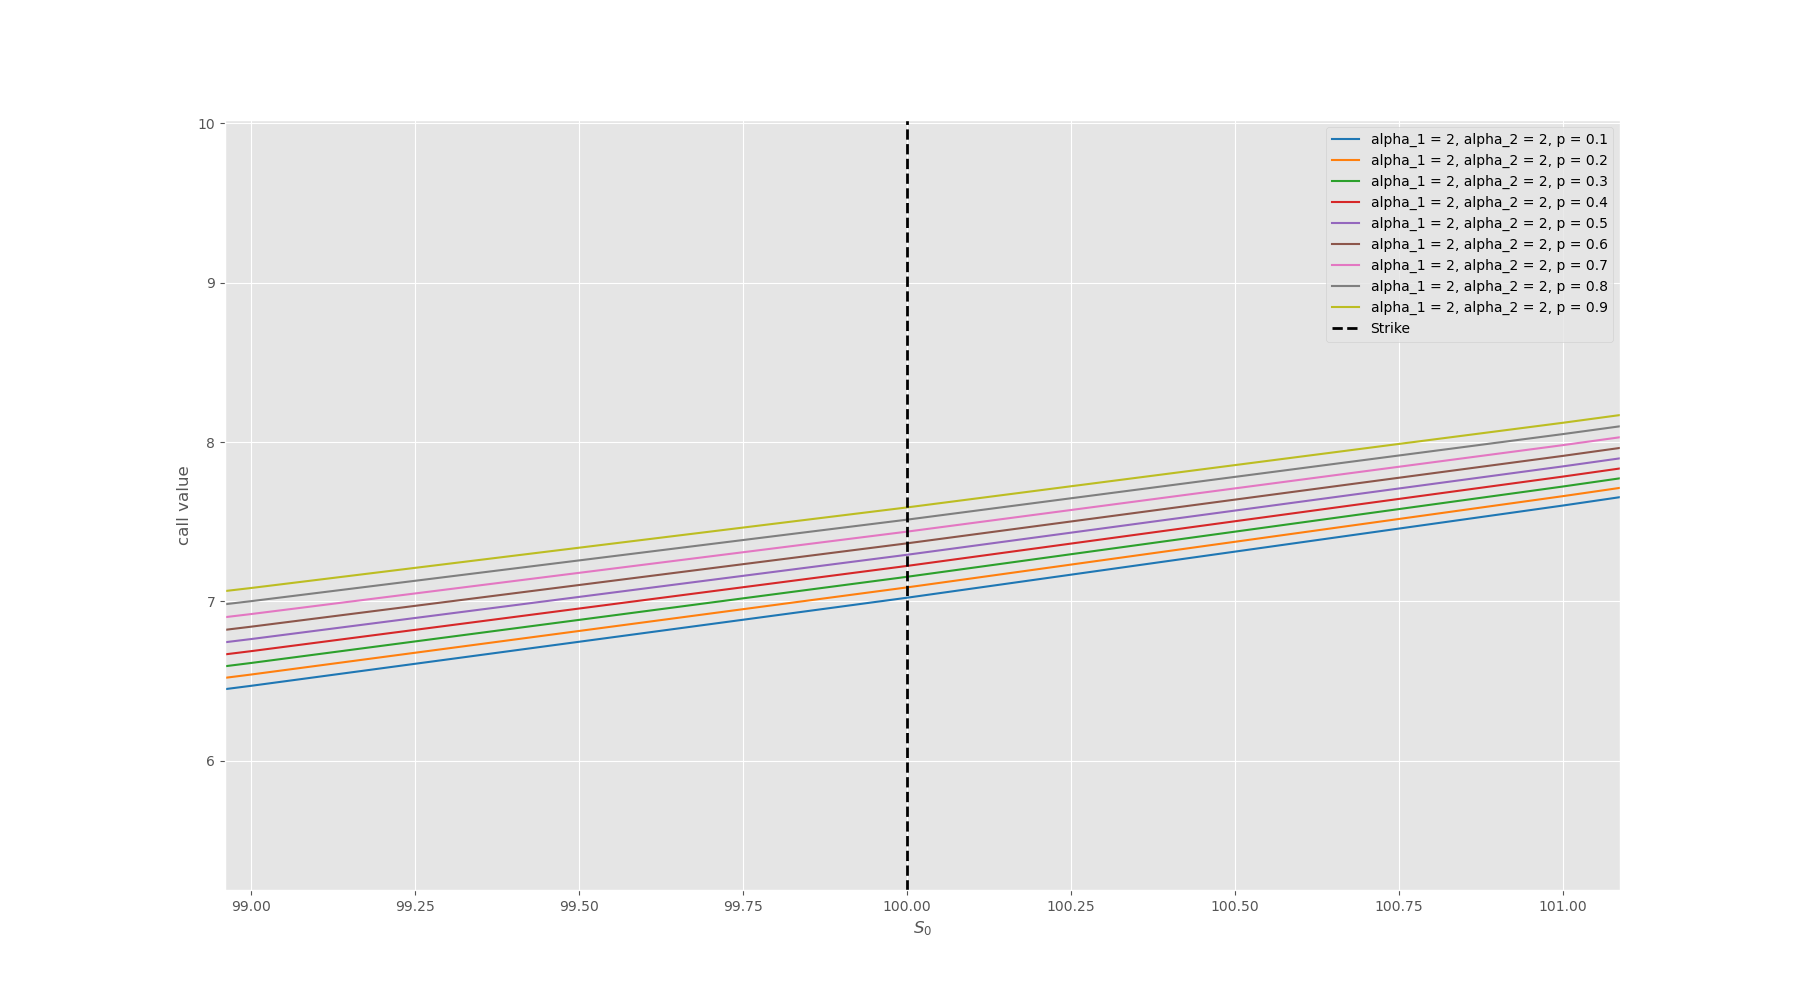 10
9
8
7
6
call value
99.00 99.25 99.50 99.75 100.00 100.25 100.50 100.75 101.00
S_0
alpha_1 = 2, alpha_2 = 2, p = 0.1
alpha_1 = 2, alpha_2 = 2, p = 0.2
alpha_1 = 2, alpha_2 = 2, p = 0.3
alpha_1 = 2, alpha_2 = 2, p = 0.4
alpha_1 = 2, alpha_2 = 2, p = 0.5
alpha_1 = 2, alpha_2 = 2, p = 0.6
alpha_1 = 2, alpha_2 = 2, p = 0.7
alpha_1 = 2, alpha_2 = 2, p = 0.8
alpha_1 = 2, alpha_2 = 2, p = 0.9
Strike